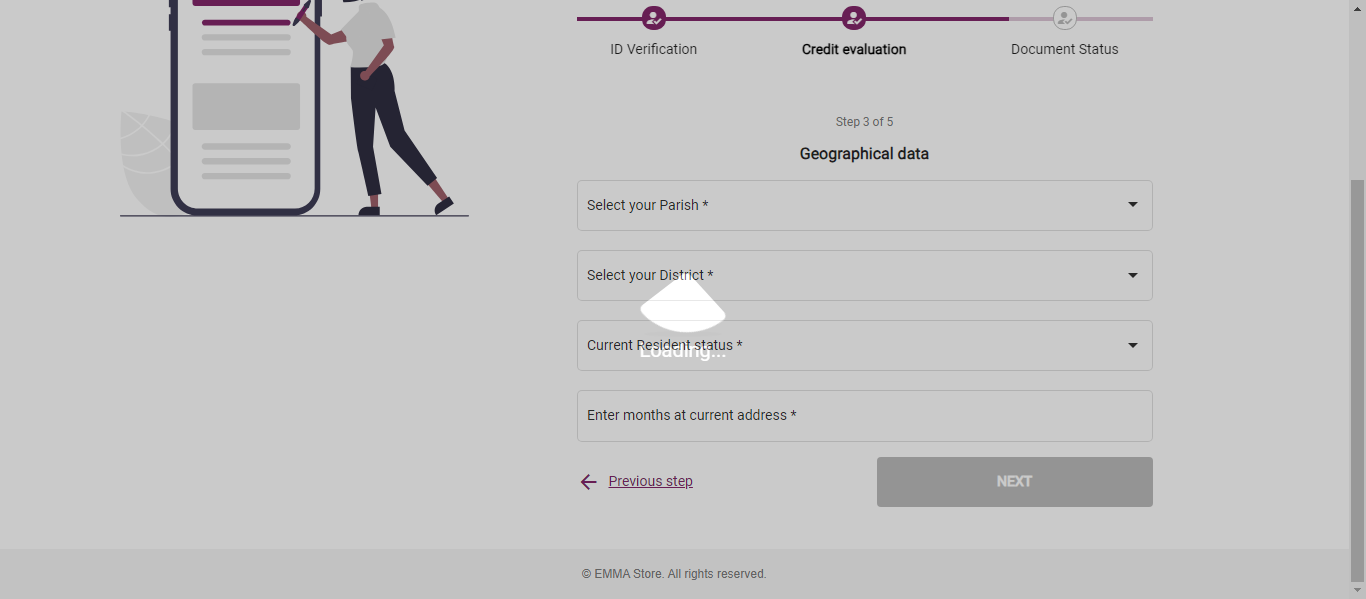 ID Verification
Credit evaluation
Document Status
Step 3 of 5
Geographical data
Select your Parish *
Select your District *
Current Resident status *
Loading...
Enter months at current address *
Previous step
NEXT
© EMMA Store. All rights reserved.